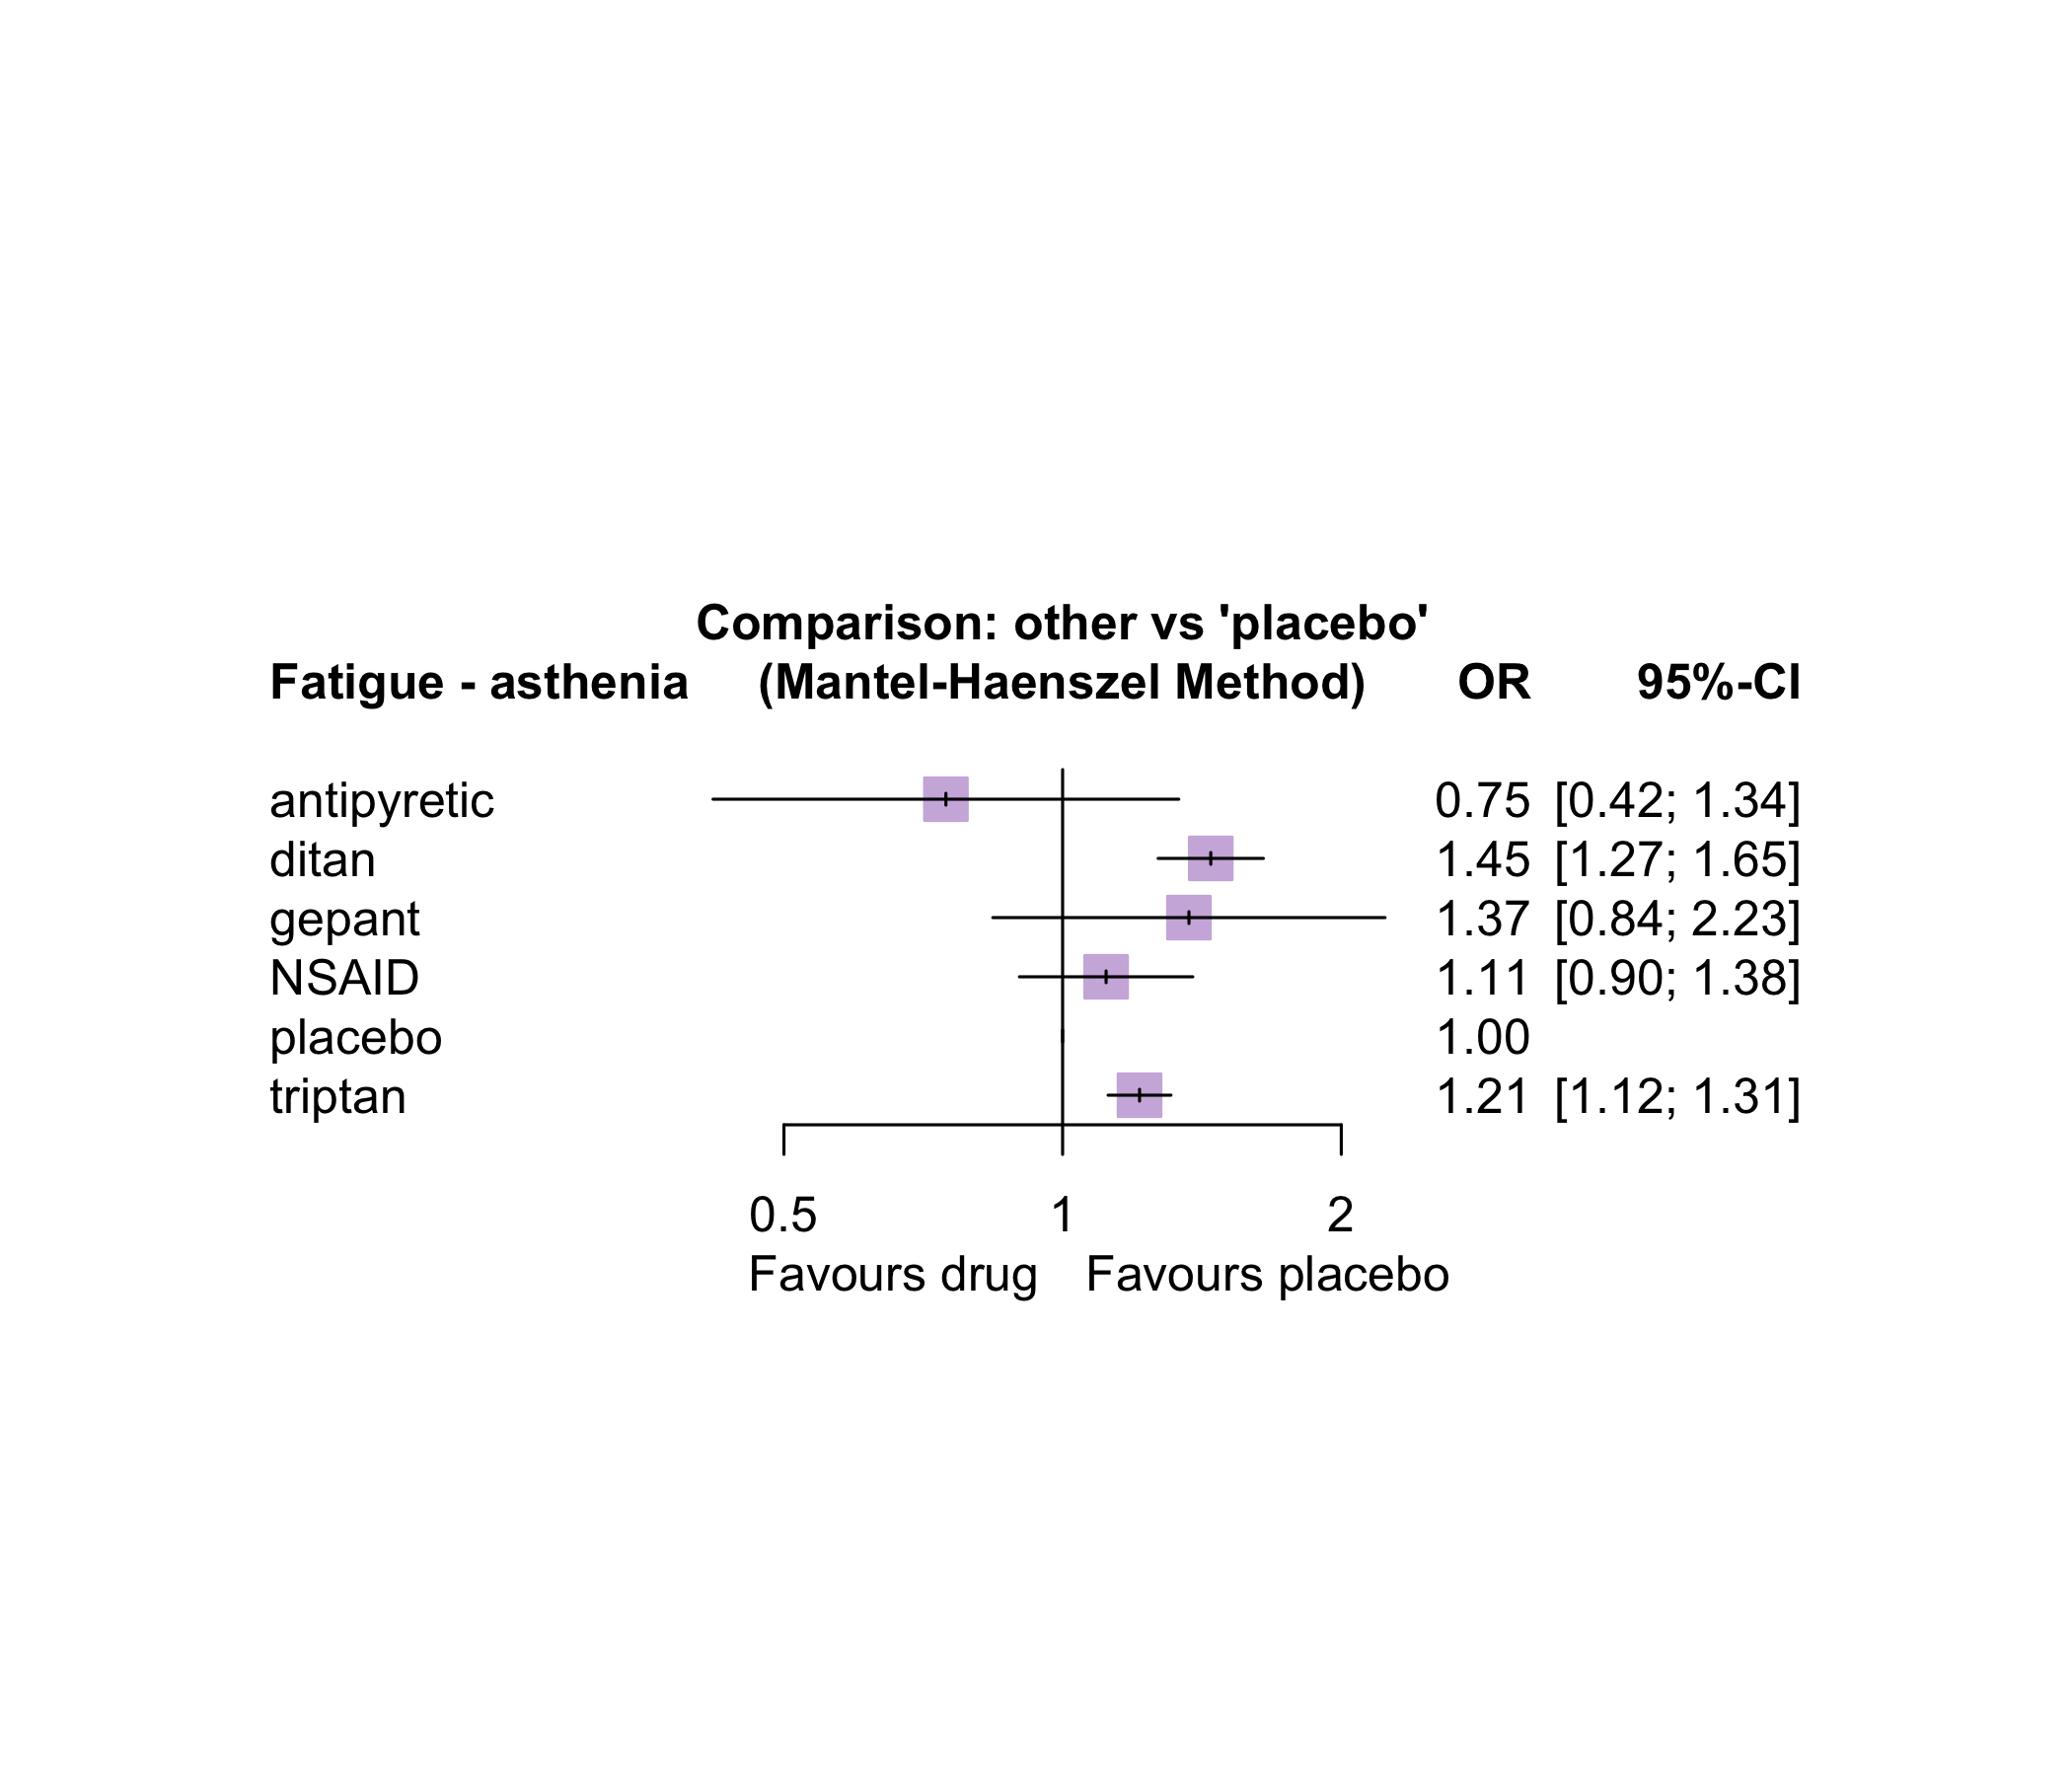 Comparison: other vs 'placebo'
Fatigue - asthenia (Mantel-Haenszel Method) OR 95%-CI
antipyretic 0.75 [0.42; 1.34]
ditan 1.45 [1.27; 1.65]
gepant 1.37 [0.84; 2.23]
NSAID 1.11 [0.90; 1.38]
placebo 1.00
triptan 1.21 [1.12; 1.31]
0.5 1 2
Favours drug Favours placebo